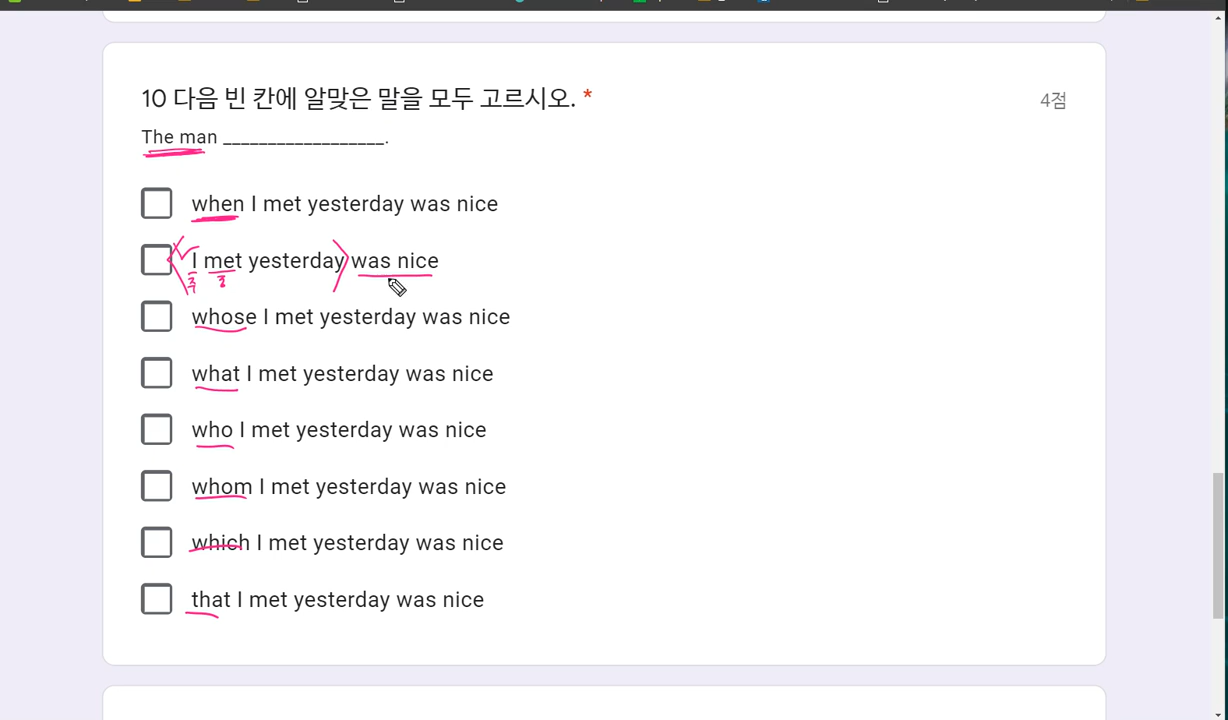 10 다음 빈 칸에 알맞은 말을 모두 고르시오. *
4점
The man __________________.
when I met yesterday was nice
I met yesterday was nice
whose I met yesterday was nice
what I met yesterday was nice
who I met yesterday was nice
whom I met yesterday was nice
which I met yesterday was nice
that I met yesterday was nice